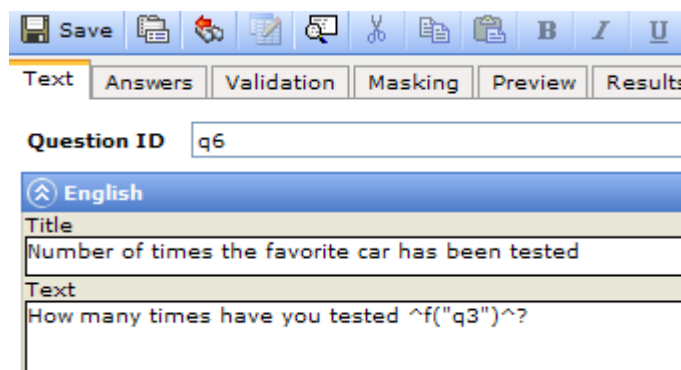 Save B I U
Text Answers Validation Masking Preview Results
Question ID q6
English
Title
Number of times the favorite car has been tested
Text
How many times have you tested ^f("q3")^?